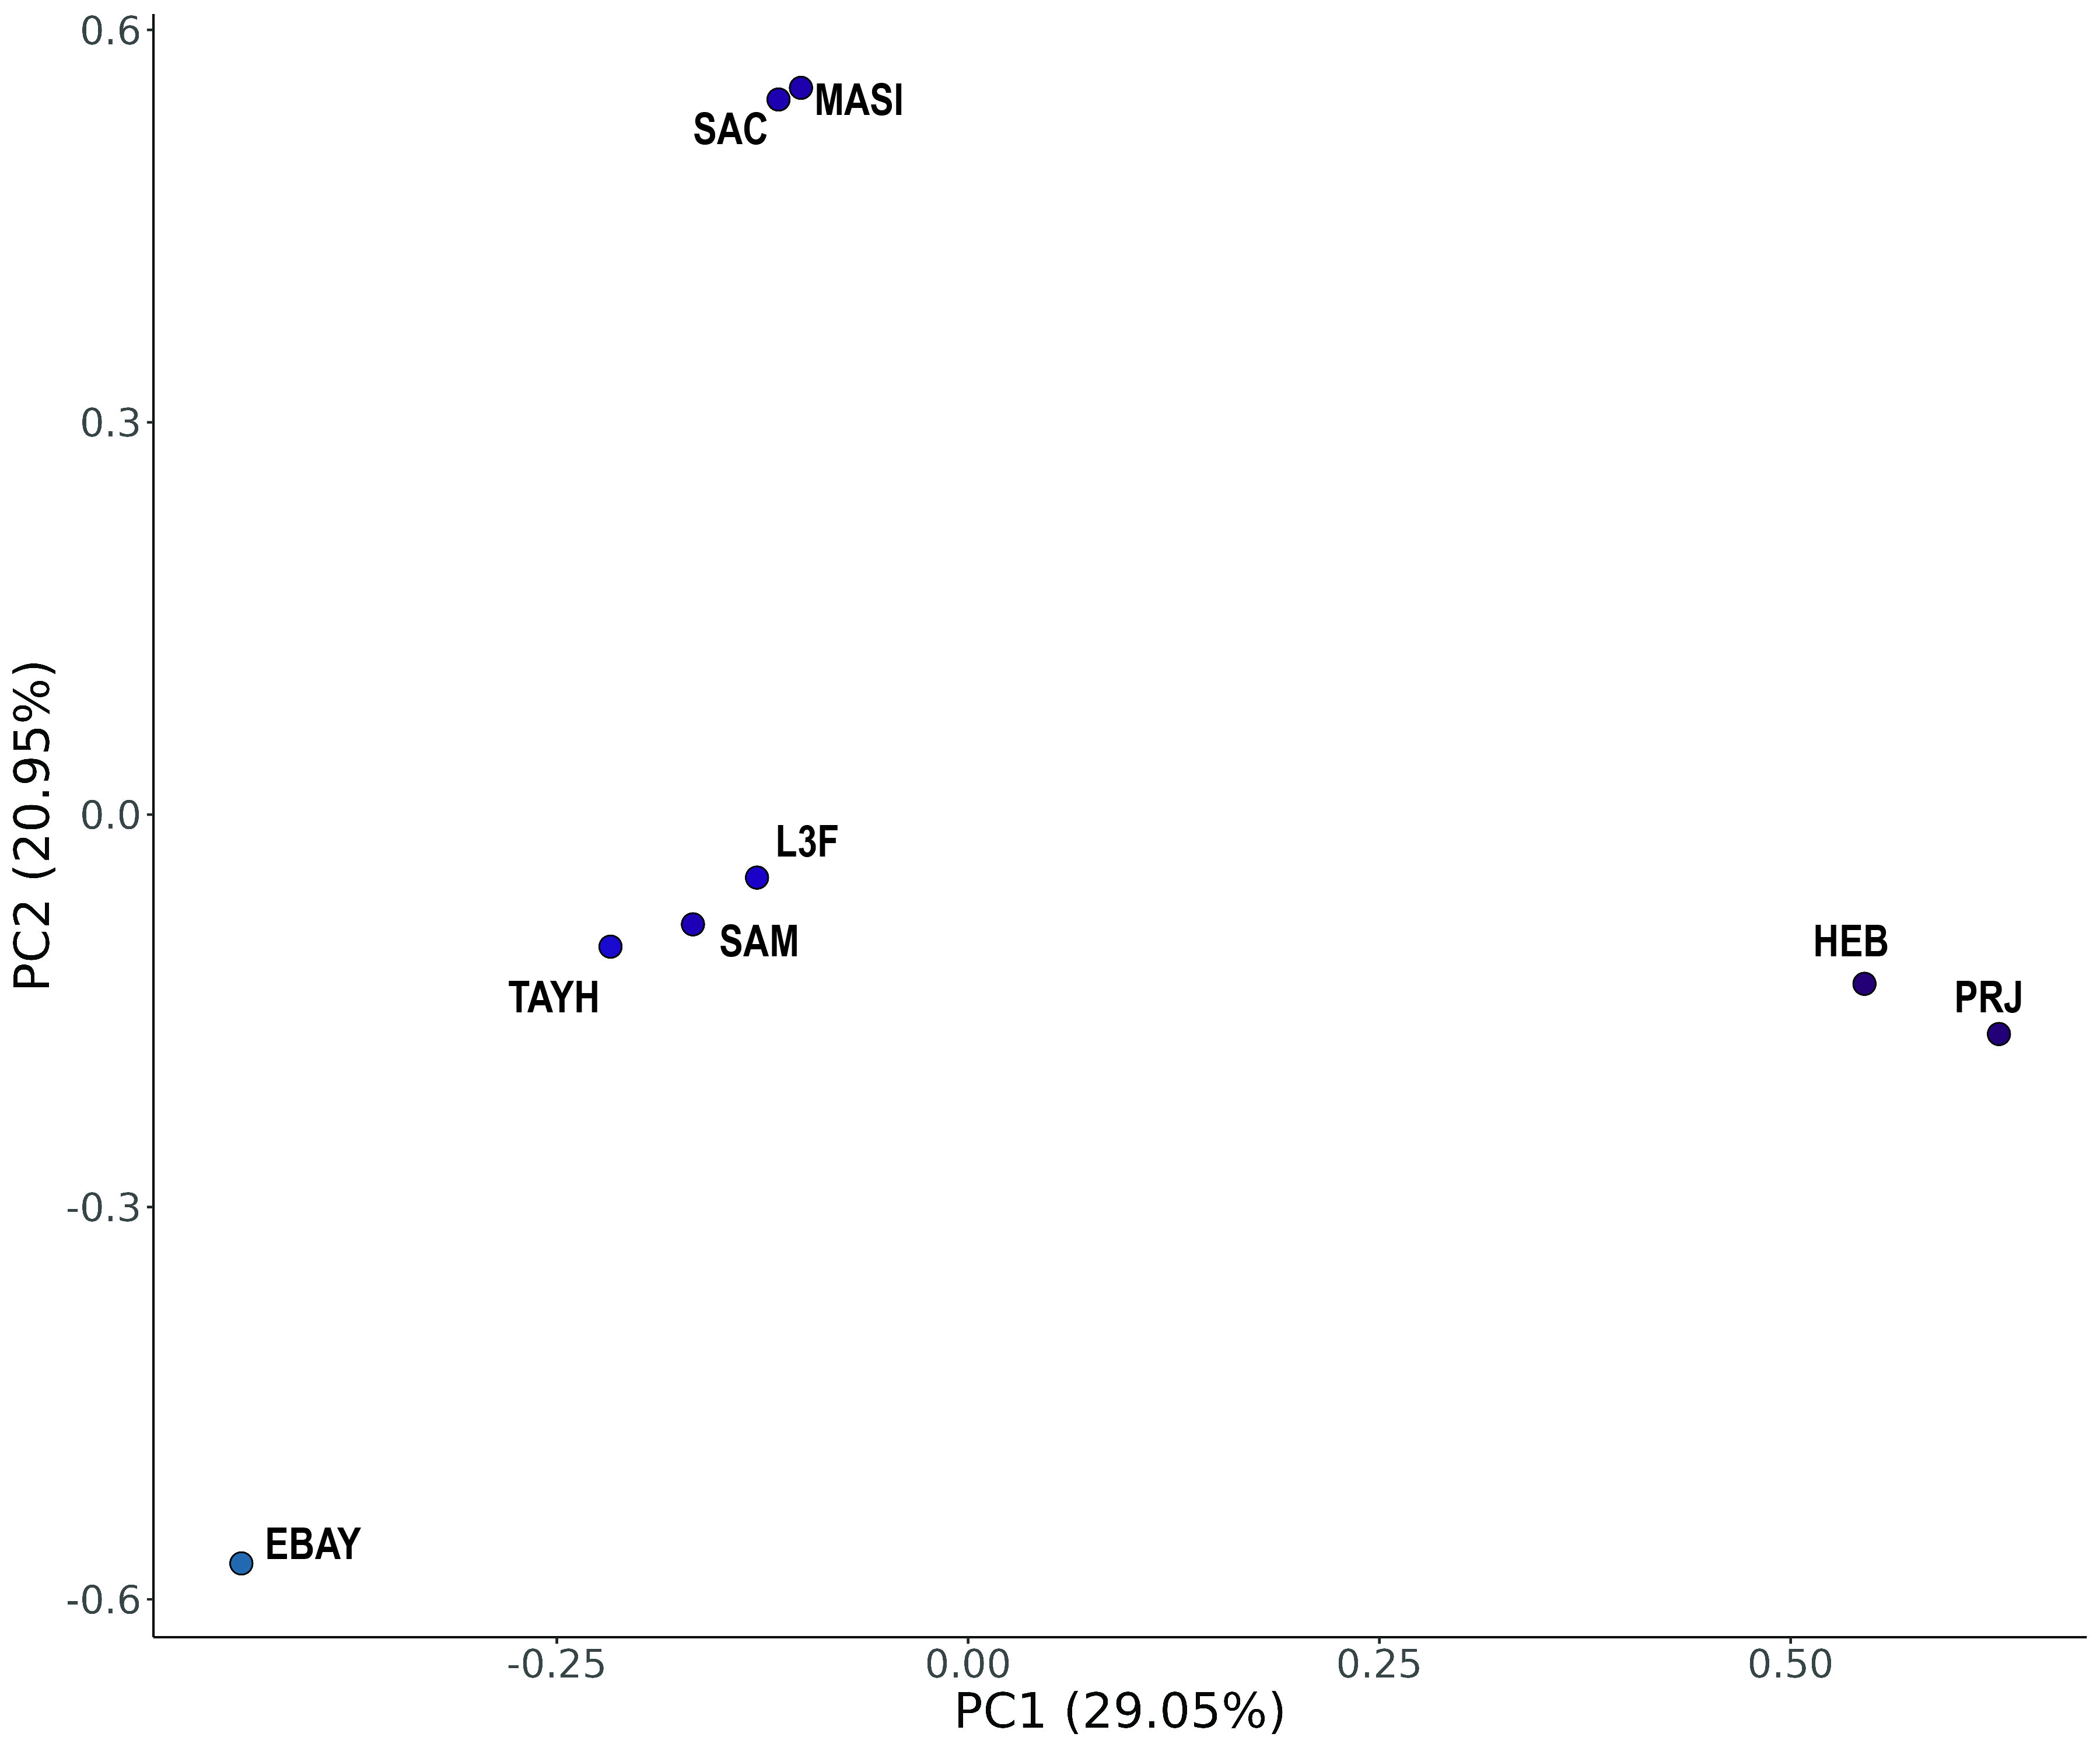 0.6
MASI
SAC
0.3
PC2 (20.95%)
0.0
L3F
SAM
HEB
TAYH
PRJ
-0.3
EBAY
-0.6
-0.25
0.00
0.25
0.50
PC1 (29.05%)